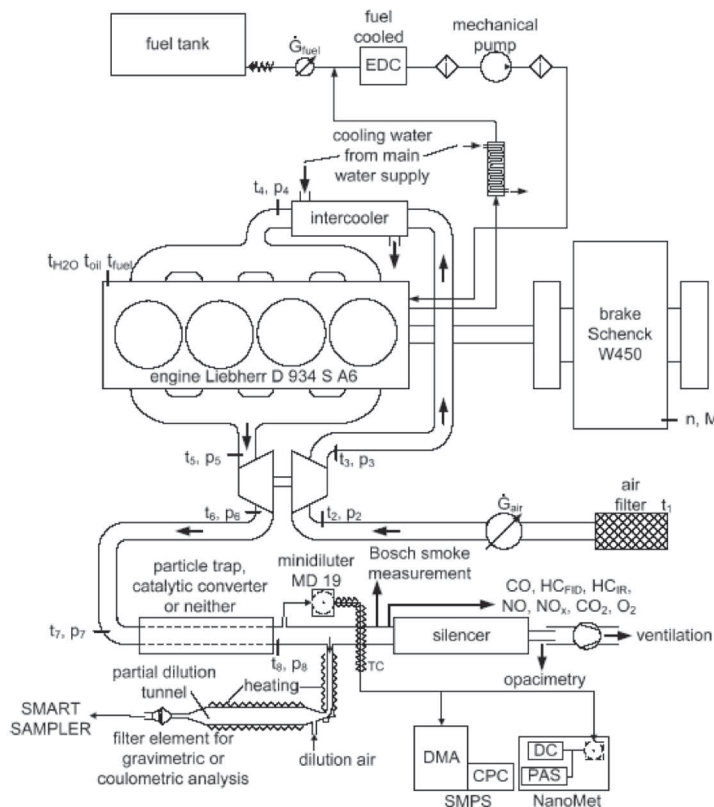 fuel tank
Ġfuel
fuel
cooled
EDC
mechanical
pump
cooling water
from main
water supply
t4, p4
intercooler
tH2O toil tfuel
engine Liebherr D 934 S A6
brake
Schenck
W450
n, M
t5, p5
t3, p3
t6, p6
t2, p2
Ġair
air
filter
t1
particle trap,
catalytic converter
or neither
minidiluter
MD 19
Bosch smoke
measurement
CO, HCFID, HCIR,
NO, NOx, CO2, O2
t7, p7
silencer
ventilation
t8, p8
TC
opacimetry
partial dilution
tunnel
heating
SMART
SAMPLER
filter element for
gravimetric or
coulometric analysis
dilution air
DMA
CPC
SMPS
DC
PAS
NanoMet